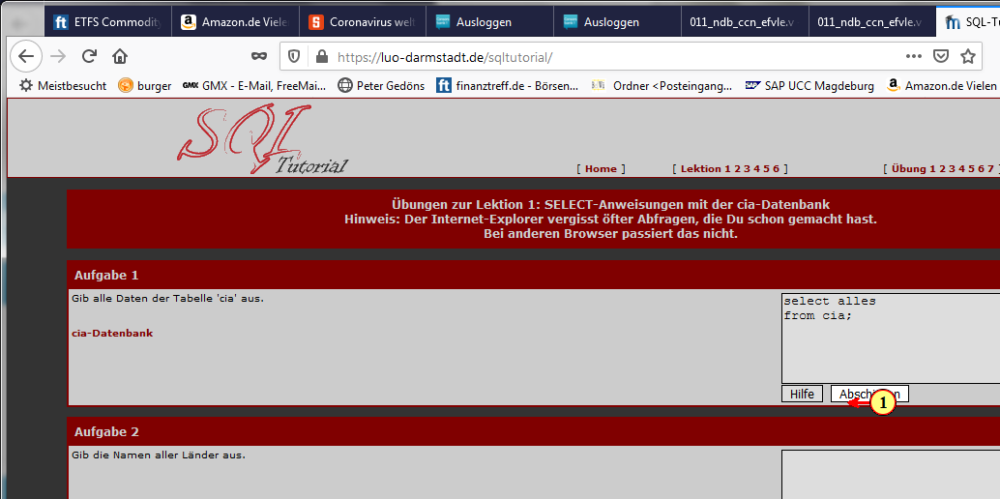 ETFS Commodity
Amazon.de Viele
Coronavirus welt
Ausloggen
Ausloggen
011_ndb_ccn_efvle.v
011_ndb_ccn_efvle.v
SQL-Tu
https://luo-darmstadt.de/sqltutorial/
Meistbesucht
burger
GMX GMX - E-Mail, FreeMai...
Peter Gedöns
finanztreff.de - Börsen...
Ordner <Posteingang...
SAP UCC Magdeburg
Amazon.de Vielen
SQL
Tutorial
[ Home ]
[ Lektion 1 2 3 4 5 6 ]
[ Übung 1 2 3 4 5 6 7 ]
Übungen zur Lektion 1: SELECT-Anweisungen mit der cia-Datenbank
Hinweis: Der Internet-Explorer vergisst öfter Abfragen, die Du schon gemacht hast.
Bei anderen Browser passiert das nicht.
Aufgabe 1
Gib alle Daten der Tabelle 'cia' aus.
cia-Datenbank
select alles
from cia;
Hilfe
1
Aufgabe 2
Gib die Namen aller Länder aus.